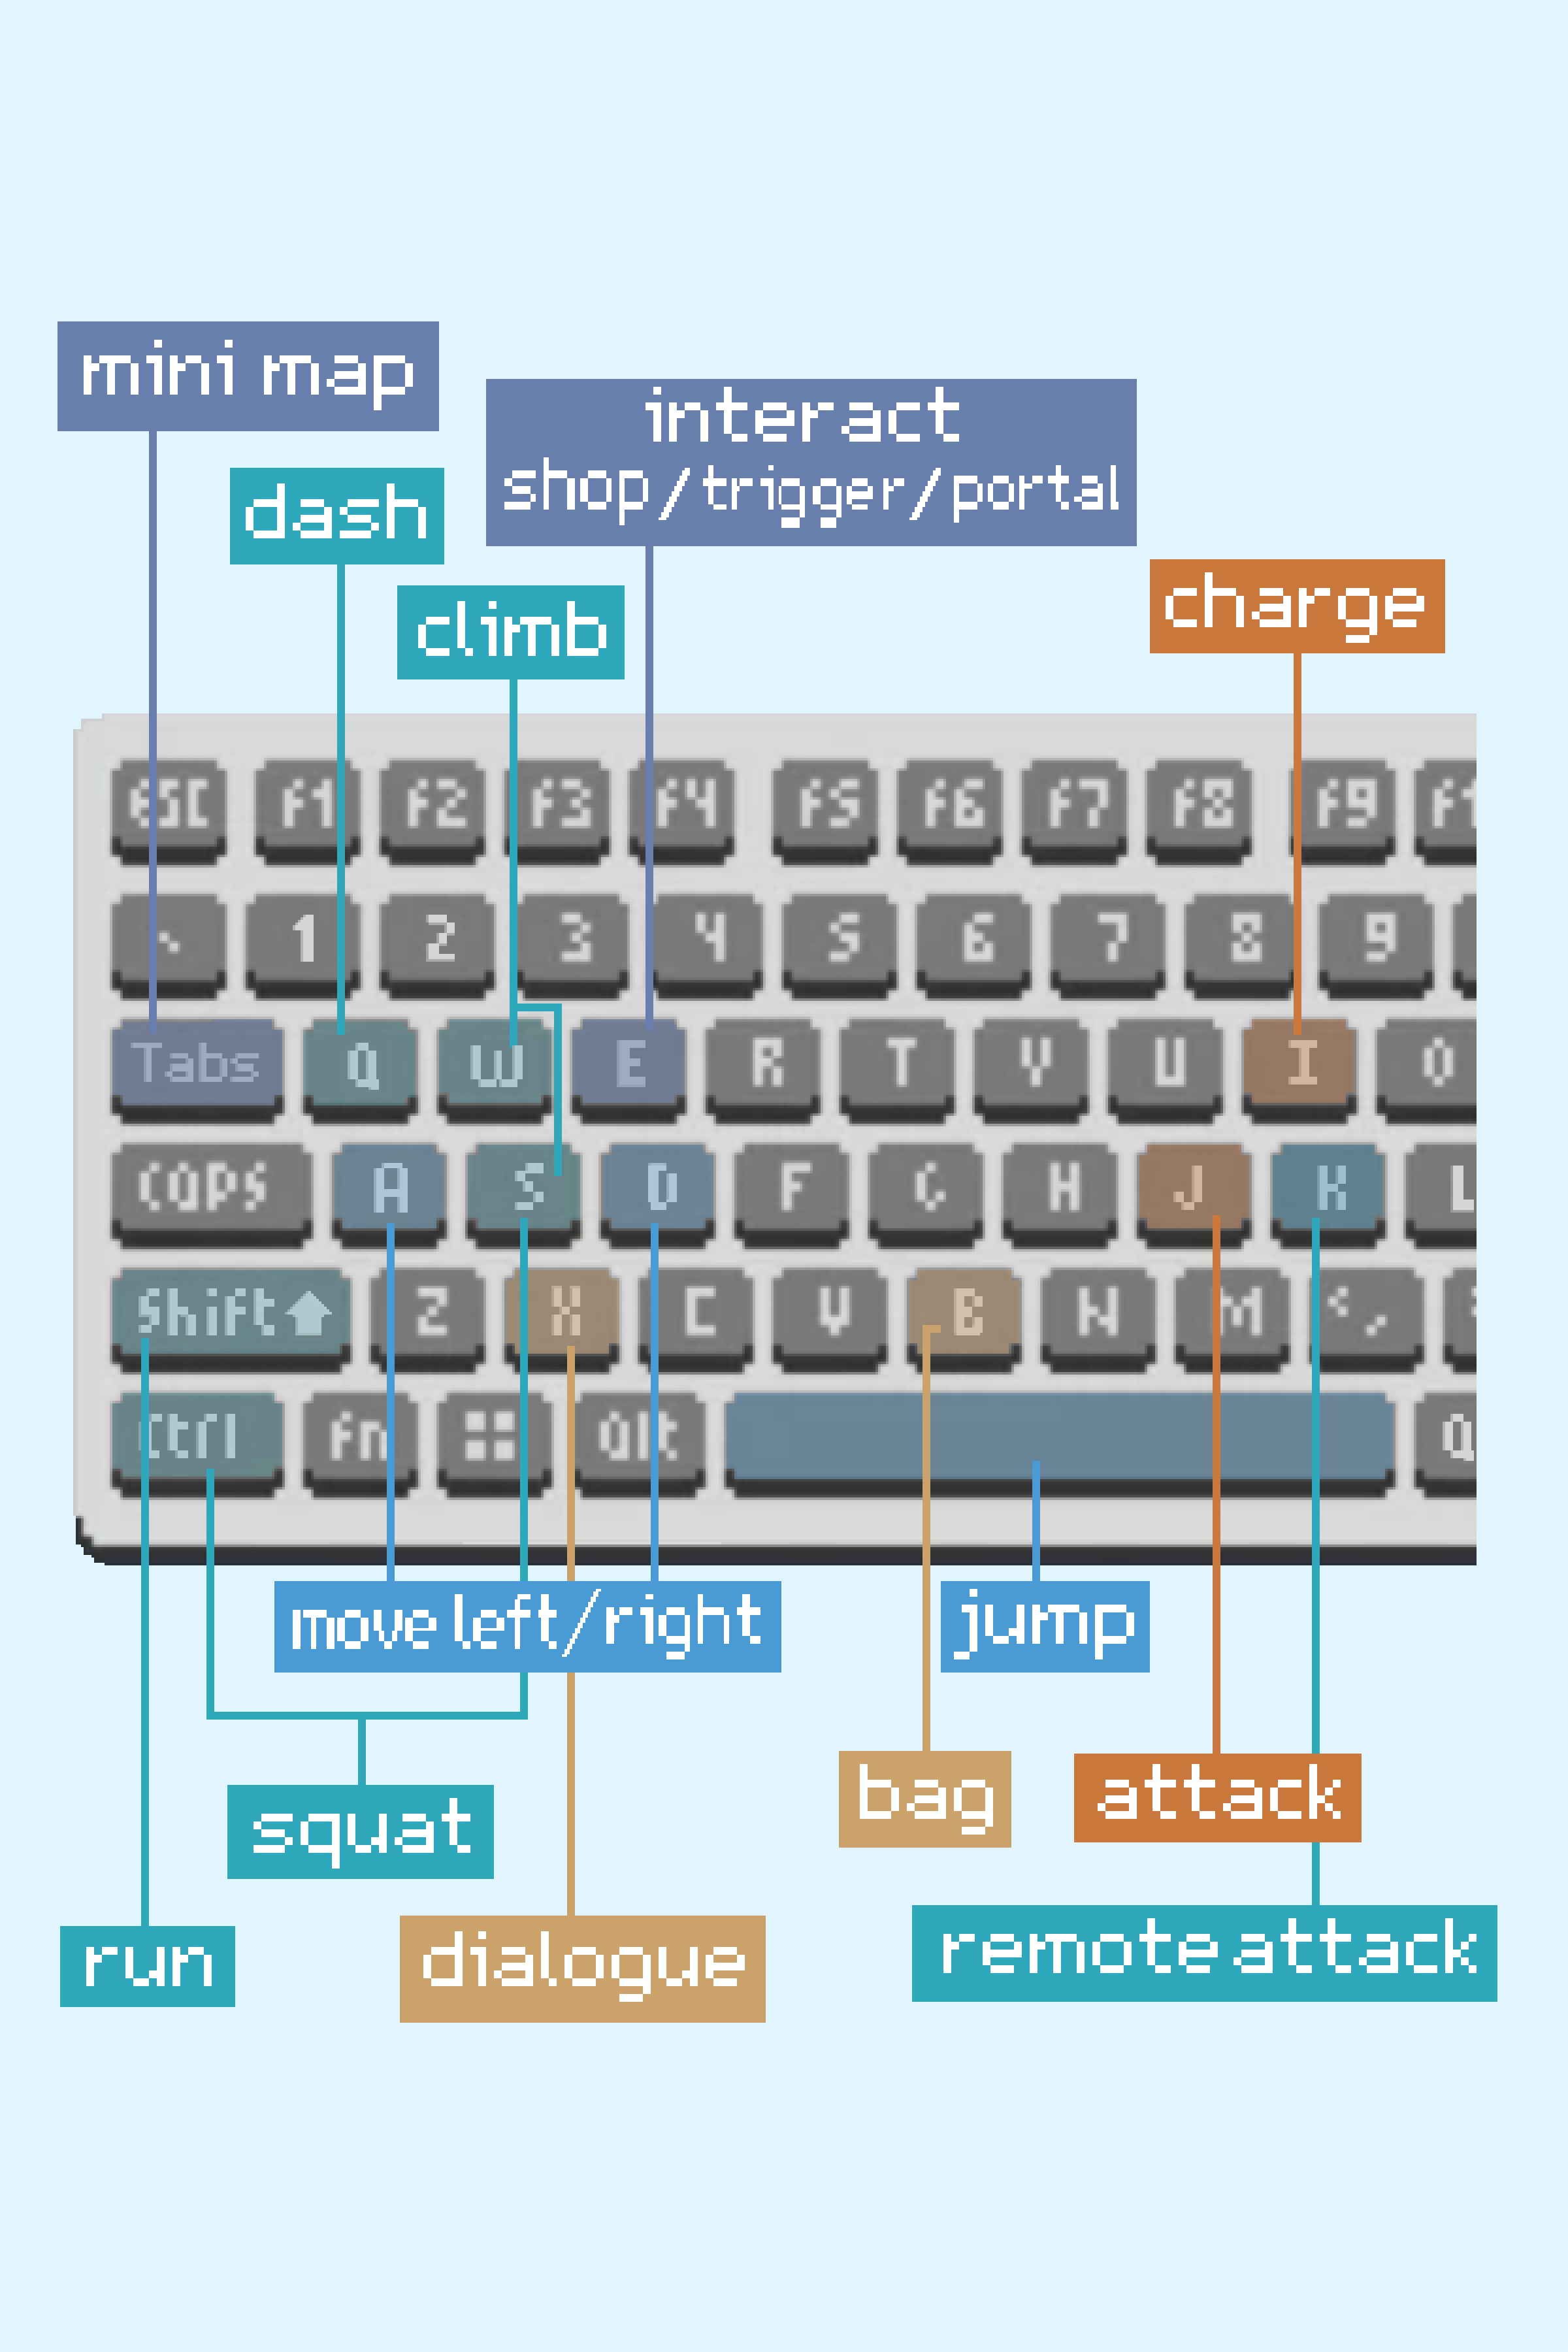 mini map
interact
shop/trigger/portal
dash
charge
climb
ESC f1 f2 f3 f4 f5 f6 f7 f8 f9
1 2 3 4 5 6 7 8 9
Tabs Q W E R T Y U I O
CAPS A S D F G H J K L
Shift Z X C V B N M < ,
Ctrl fn Alt
move left/right
jump
bag
attack
squat
run
dialogue
remote attack